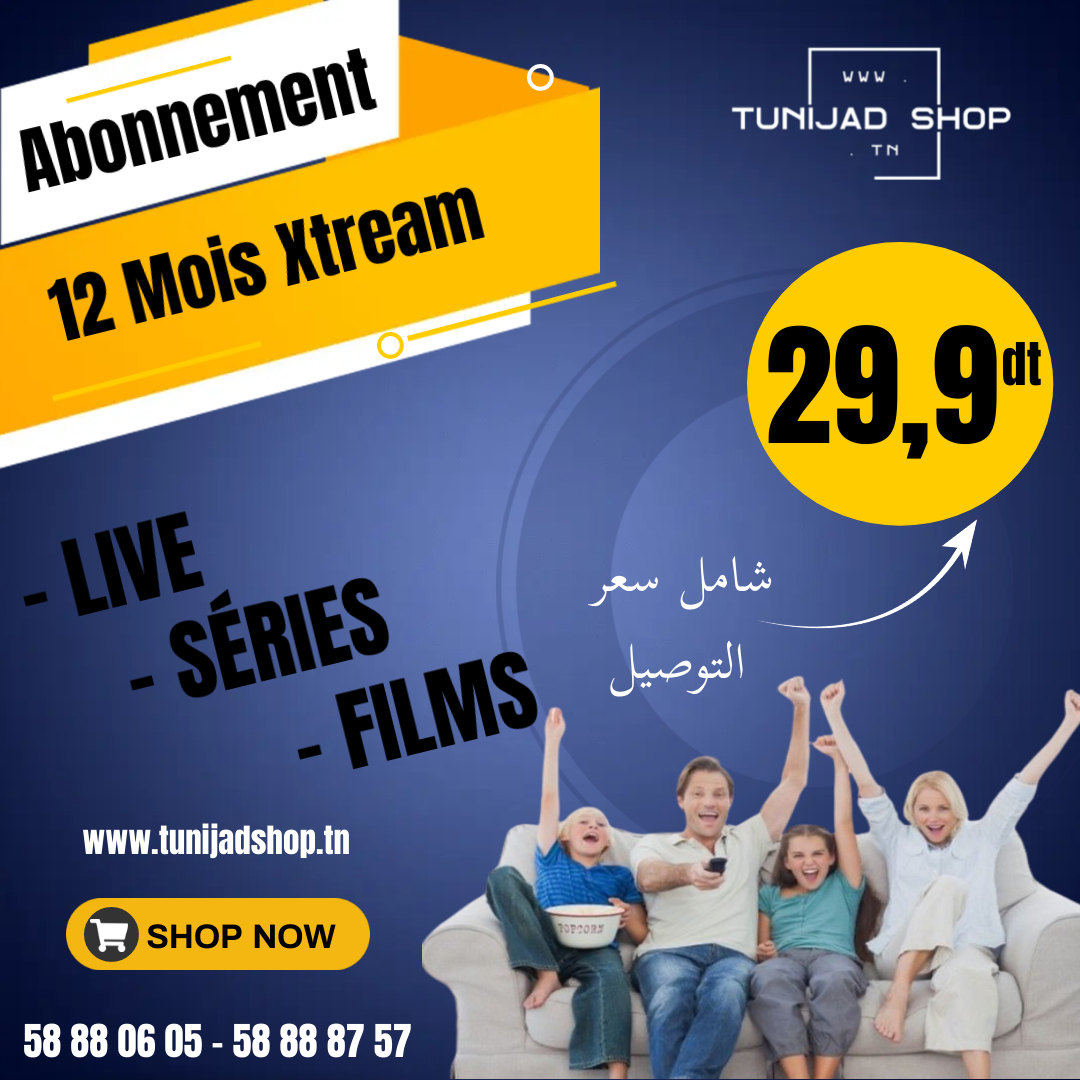 Abonnement
12 Mois Xtream
www .
TUNIJAD SHOP
. TN
29,9dt
شامل سعر
التوصيل
- LIVE
- SÉRIES
- FILMS
www.tunijadshop.tn
SHOP NOW
58 88 06 05 - 58 88 87 57
POPCORN